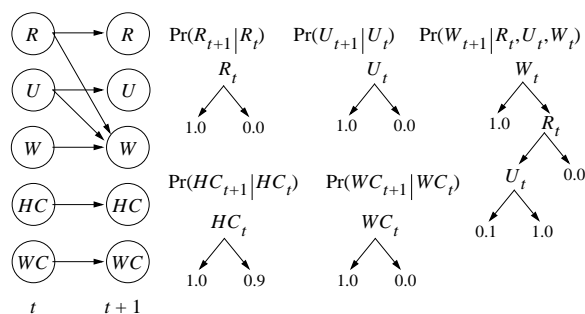 R R
U U
W W
HC HC
WC WC
t t + 1
Pr(R_{t+1}|R_t)
R_t
1.0 0.0
Pr(U_{t+1}|U_t)
U_t
1.0 0.0
Pr(W_{t+1}|R_t,U_t,W_t)
W_t
1.0 R_t
U_t 0.0
0.1 1.0
Pr(HC_{t+1}|HC_t)
HC_t
1.0 0.9
Pr(WC_{t+1}|WC_t)
WC_t
1.0 0.0